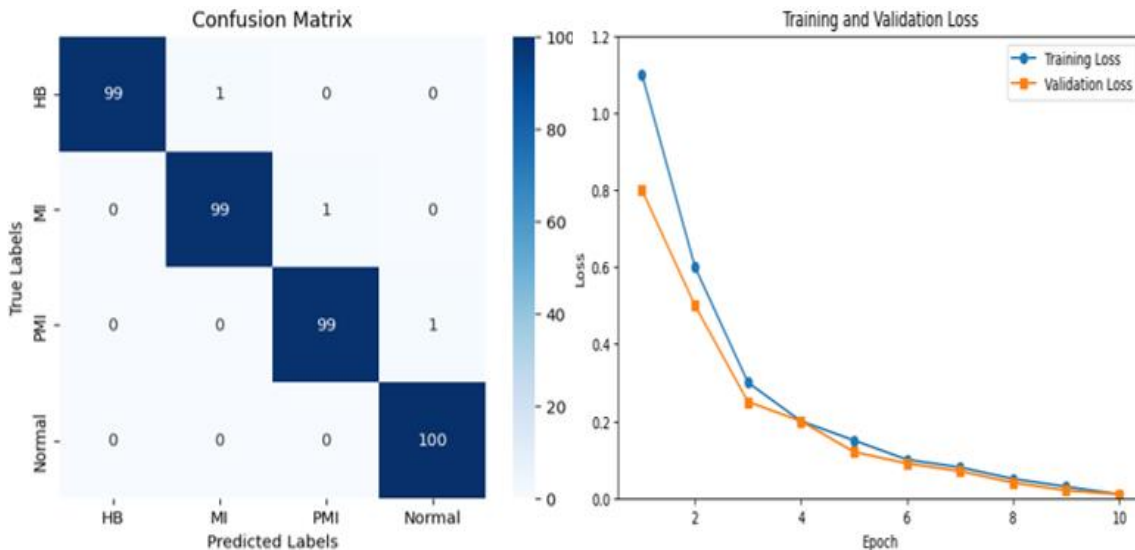 Confusion Matrix
HB
MI
PMI
Normal
True Labels
99 1 0 0
0 99 1 0
0 0 99 1
0 0 0 100
HB MI PMI Normal
Predicted Labels
100
80
60
40
20
0
Training and Validation Loss
Training Loss
Validation Loss
1.2
1.0
0.8
0.6
0.4
0.2
0.0
Loss
2 4 6 8 10
Epoch